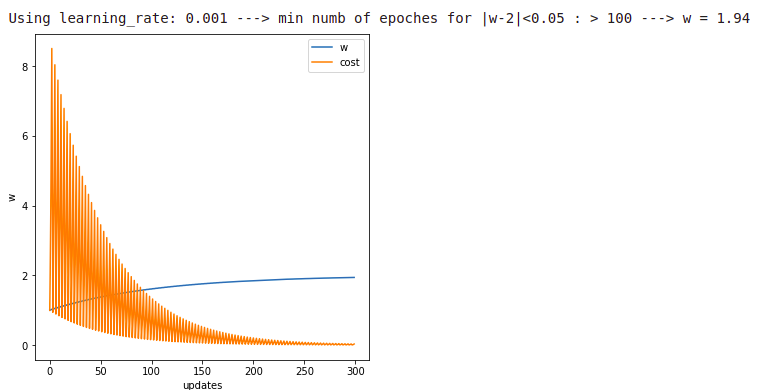 Using learning_rate: 0.001 ---> min numb of epoches for |w-2|<0.05 : > 100 ---> w = 1.94
w
cost
8
6
4
2
0
w
0 50 100 150 200 250 300
updates